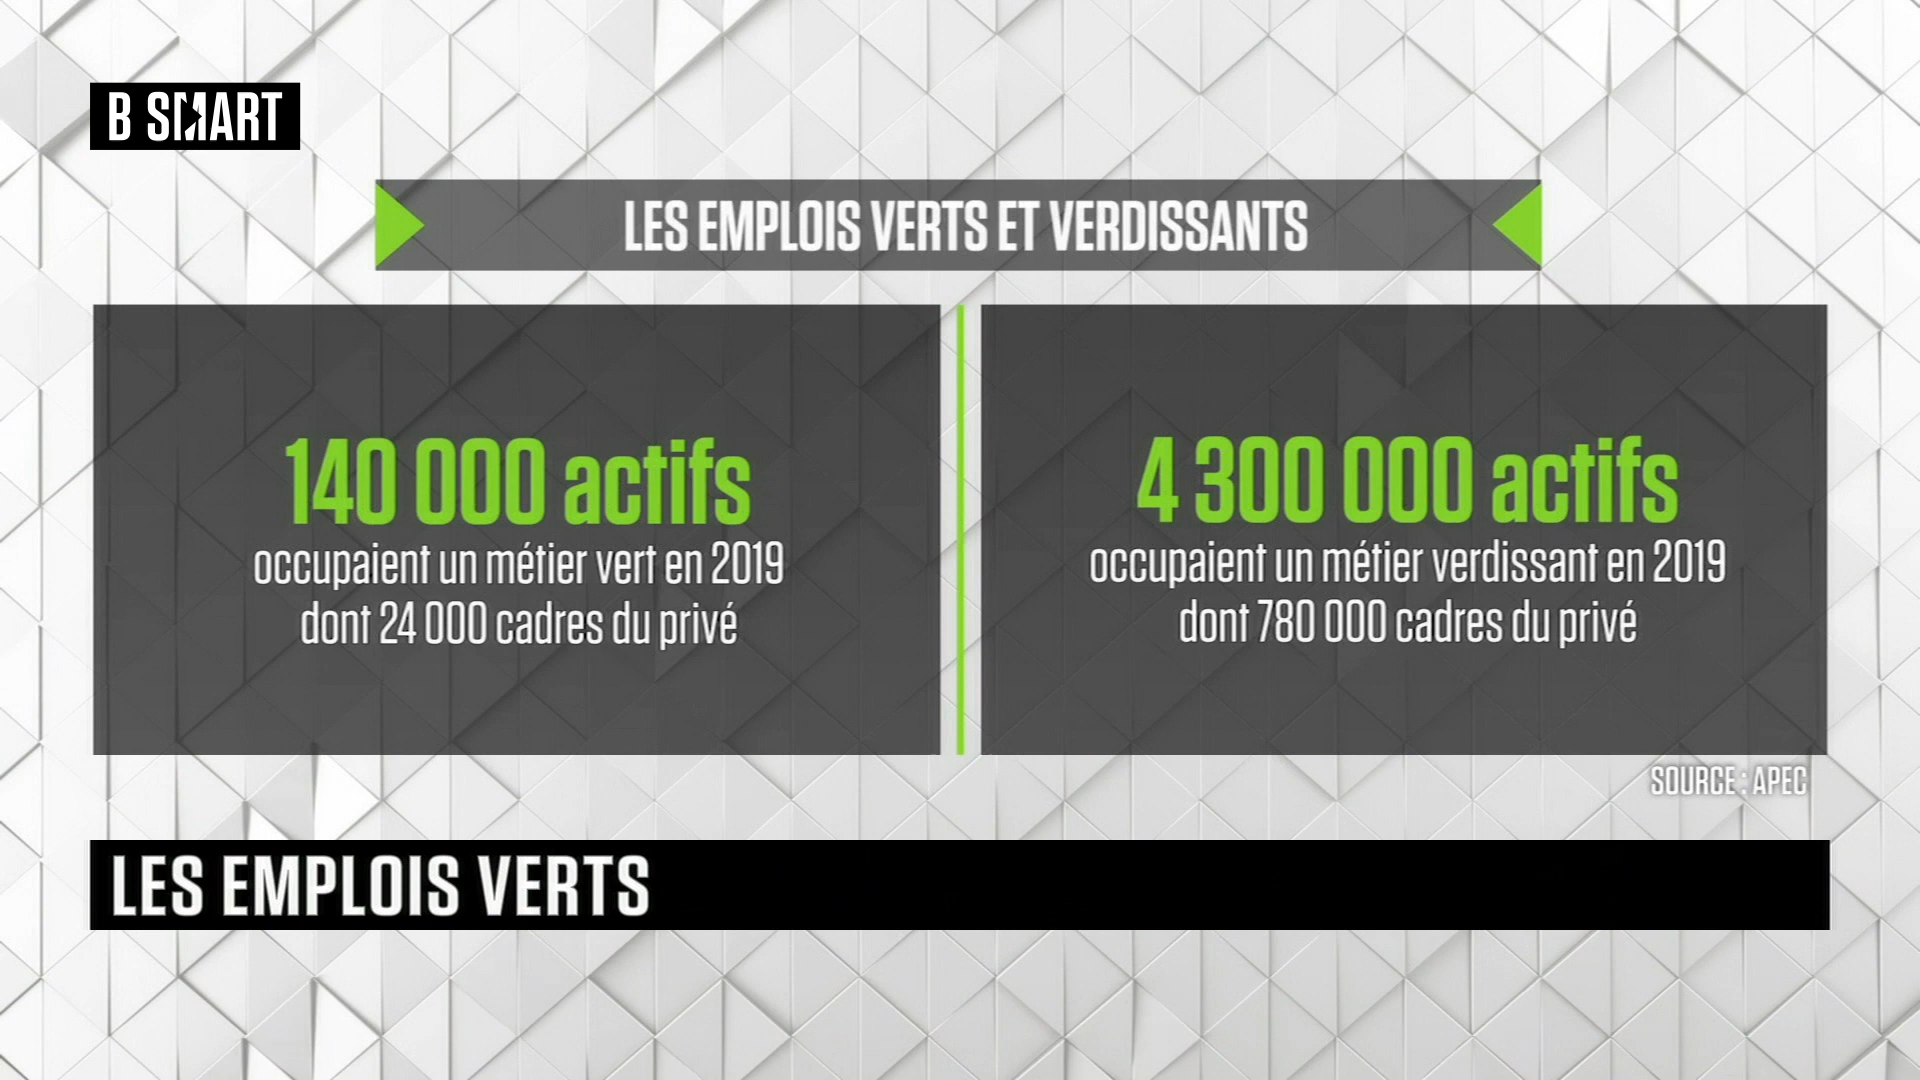 B SMART
LES EMPLOIS VERTS ET VERDISSANTS
140 000 actifs
occupaient un métier vert en 2019
dont 24 000 cadres du privé
4 300 000 actifs
occupaient un métier verdissant en 2019
dont 780 000 cadres du privé
SOURCE : APEC
LES EMPLOIS VERTS